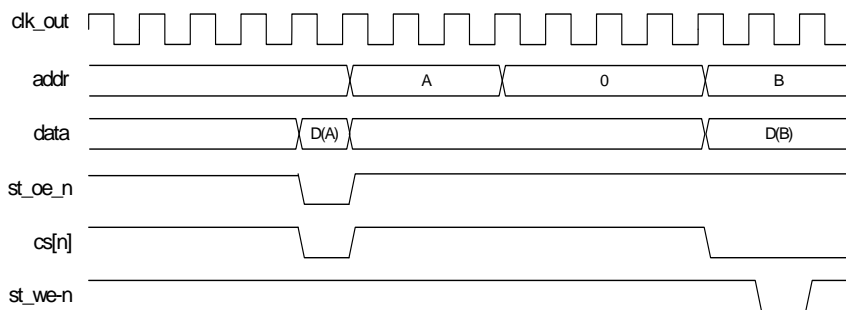 clk_out
addr A 0 B
data D(A) D(B)
st_oe_n
cs[n]
st_we-n